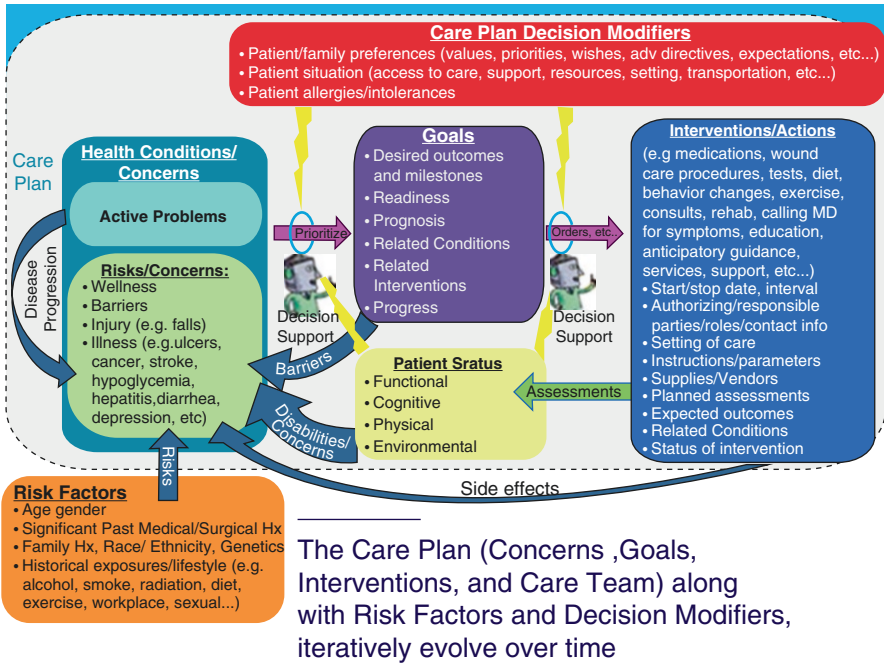 Care Plan Decision Modifiers
• Patient/family preferences (values, priorities, wishes, adv directives, expectations, etc...)
• Patient situation (access to care, support, resources, setting, transportation, etc...)
• Patient allergies/intolerances
Care
Plan
Health Conditions/
Concerns
Active Problems
Risks/Concerns:
• Wellness
• Barriers
• Injury (e.g. falls)
• Illness (e.g.ulcers,
cancer, stroke,
hypoglycemia,
hepatitis,diarrhea,
depression, etc)
Disease
Progression
Prioritize
Decision
Support
Goals
• Desired outcomes
and milestones
• Readiness
• Prognosis
• Related Conditions
• Related
Interventions
• Progress
Orders, etc..
Decision
Support
Interventions/Actions
(e.g medications, wound
care procedures, tests, diet,
behavior changes, exercise,
consults, rehab, calling MD
for symptoms, education,
anticipatory guidance,
services, support, etc...)
• Start/stop date, interval
• Authorizing/responsible
parties/roles/contact info
• Setting of care
• Instructions/parameters
• Supplies/Vendors
• Planned assessments
• Expected outcomes
• Related Conditions
• Status of intervention
Barriers
Patient Sratus
• Functional
• Cognitive
• Physical
• Environmental
Assessments
Disabilities/
Concerns
Risks
Side effects
Risk Factors
• Age gender
• Significant Past Medical/Surgical Hx
• Family Hx, Race/ Ethnicity, Genetics
• Historical exposures/lifestyle (e.g.
alcohol, smoke, radiation, diet,
exercise, workplace, sexual...)
The Care Plan (Concerns ,Goals,
Interventions, and Care Team) along
with Risk Factors and Decision Modifiers,
iteratively evolve over time